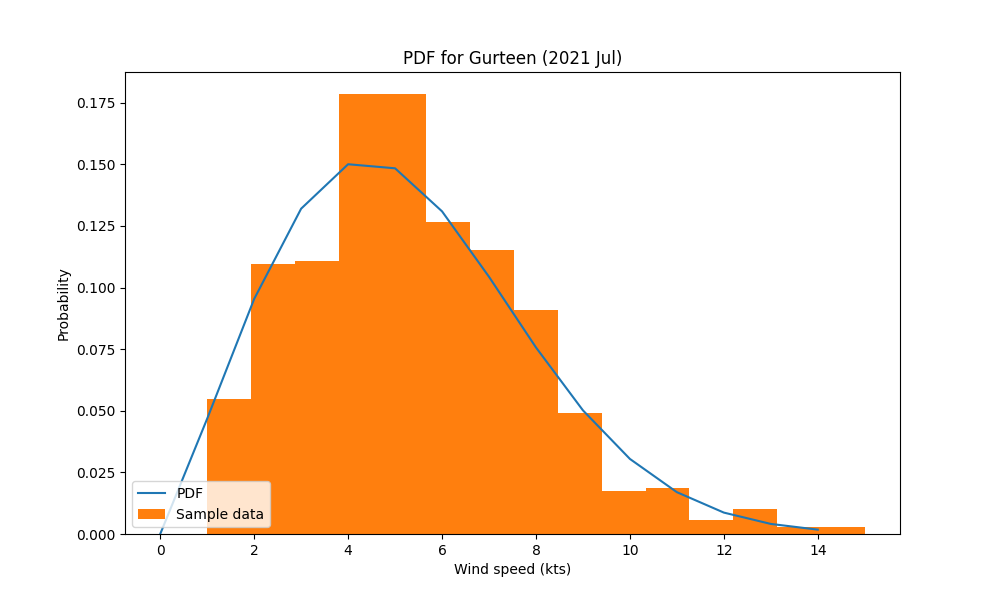 PDF for Gurteen (2021 Jul)
0.175
0.150
0.125
0.100
0.075
0.050
0.025
0.000
Probability
PDF
Sample data
0 2 4 6 8 10 12 14
Wind speed (kts)